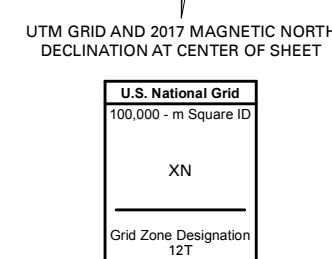 UTM GRID AND 2017 MAGNETIC NORTH
DECLINATION AT CENTER OF SHEET
U.S. National Grid
100,000 - m Square ID
XN
Grid Zone Designation
12T